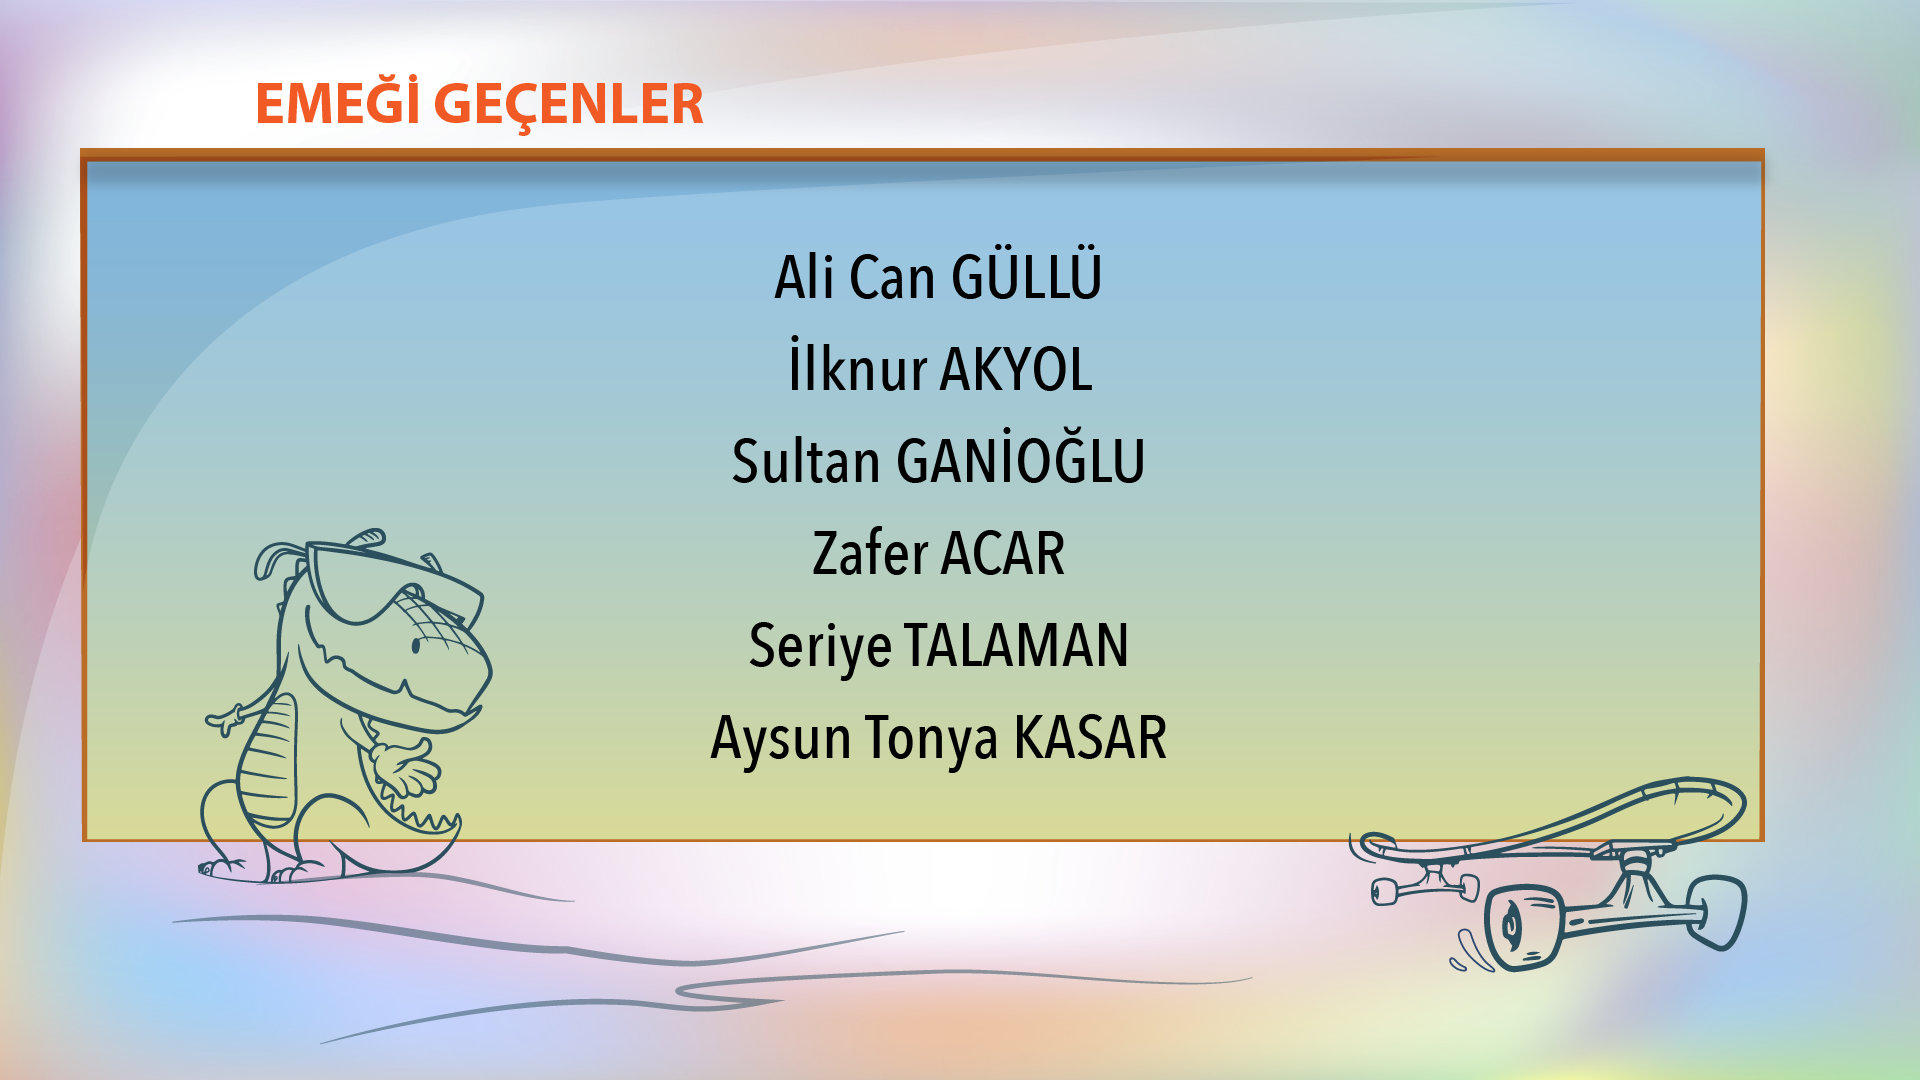 EMEĞİ GEÇENLER
Ali Can GÜLLÜ
İlknur AKYOL
Sultan GANİOĞLU
Zafer ACAR
Seriye TALAMAN
Aysun Tonya KASAR